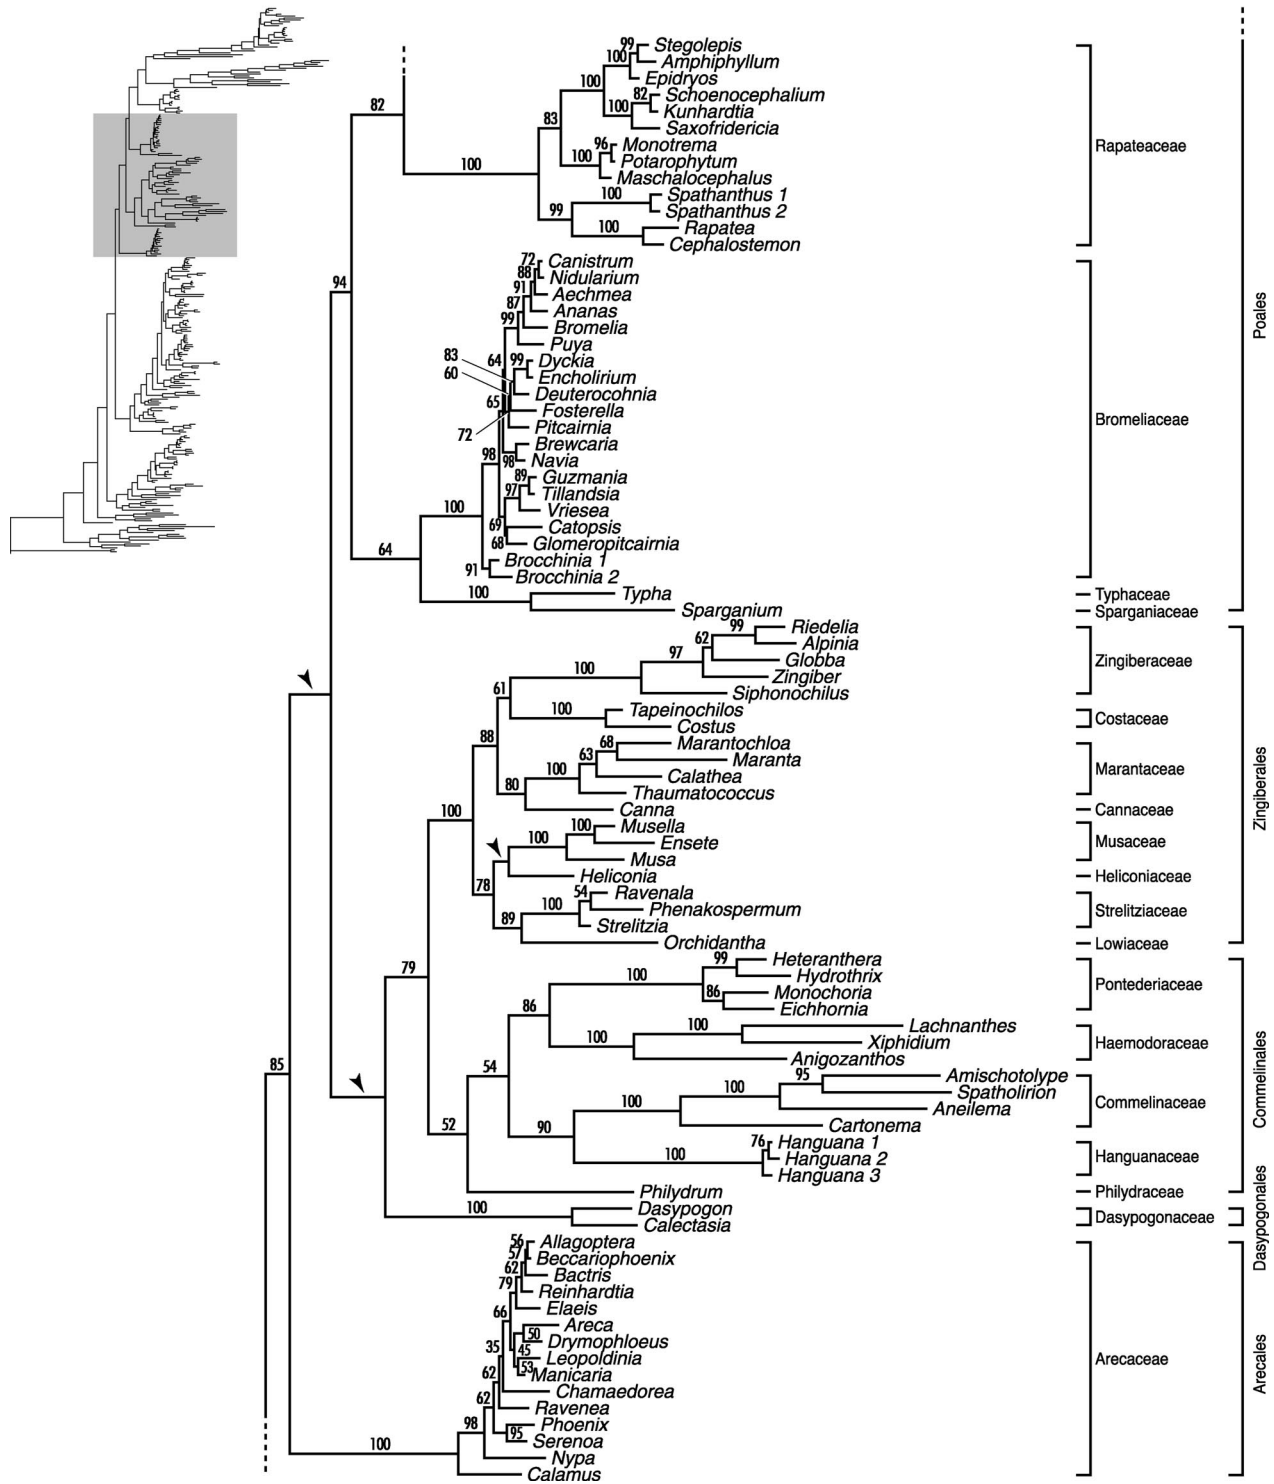 99 Stegolepis
100 Amphiphyllum
Epidryos
100
82 Schoenocephalium
100 Kunhardtia
Saxofridericia
83
96 Monotrema
100 Potarophytum
Maschalocephalus
82
100
100 Spathanthus 1
Spathanthus 2
99
100 Rapatea
Cephalostemon
Rapateaceae
94
72 Canistrum
88 Nidularium
91 Aechmea
87 Ananas
99 Bromelia
Puya
83 64 99 Dyckia
60 Encholirium
Deuterocohnia
65 Fosterella
72 Pitcairnia
Brewcaria
98 98 Navia
89 Guzmania
97 Tillandsia
Vriesea
100 69 Catopsis
68 Glomeropitcairnia
Brocchinia 1
91 Brocchinia 2
Bromeliaceae
64
100 Typha
Typhaceae
Sparganium
Sparganiaceae
Poales
99 Riedelia
62 Alpinia
97 Globba
100 Zingiber
Siphonochilus
Zingiberaceae
61
100 Tapeinochilos
Costus
Costaceae
88
68 Marantochloa
63 Maranta
100 Calathea
Thaumatococcus
Marantaceae
80
Canna
Cannaceae
100
100 Musella
100 Ensete
Musa
Musaceae
Heliconia
Heliconiaceae
78
54 Ravenala
100 Phenakospermum
89 Strelitzia
Strelitziaceae
Orchidantha
Lowiaceae
Zingiberales
79
99 Heteranthera
100 Hydrothrix
86 Monochoria
Eichhornia
Pontederiaceae
86
100 Lachnanthes
100 Xiphidium
Anigozanthos
Haemodoraceae
85
54
95 Amischotolype
100 Spatholirion
100 Aneilema
Cartonema
Commelinaceae
52 90
76 Hanguana 1
100 Hanguana 2
Hanguana 3
Hanguanaceae
Philydrum
Philydraceae
Commelinales
100 Dasypogon
Calectasia
Dasypogonaceae
Dasypogonales
56 Allagoptera
57 Beccariophoenix
62 Bactris
79 Reinhardtia
Elaeis
66 Areca
50 Drymophloeus
35 45 Leopoldinia
53 Manicaria
62 Chamaedorea
62 Ravenea
98 Phoenix
95 Serenoa
100 Nypa
Calamus
Arecaceae
Arecales